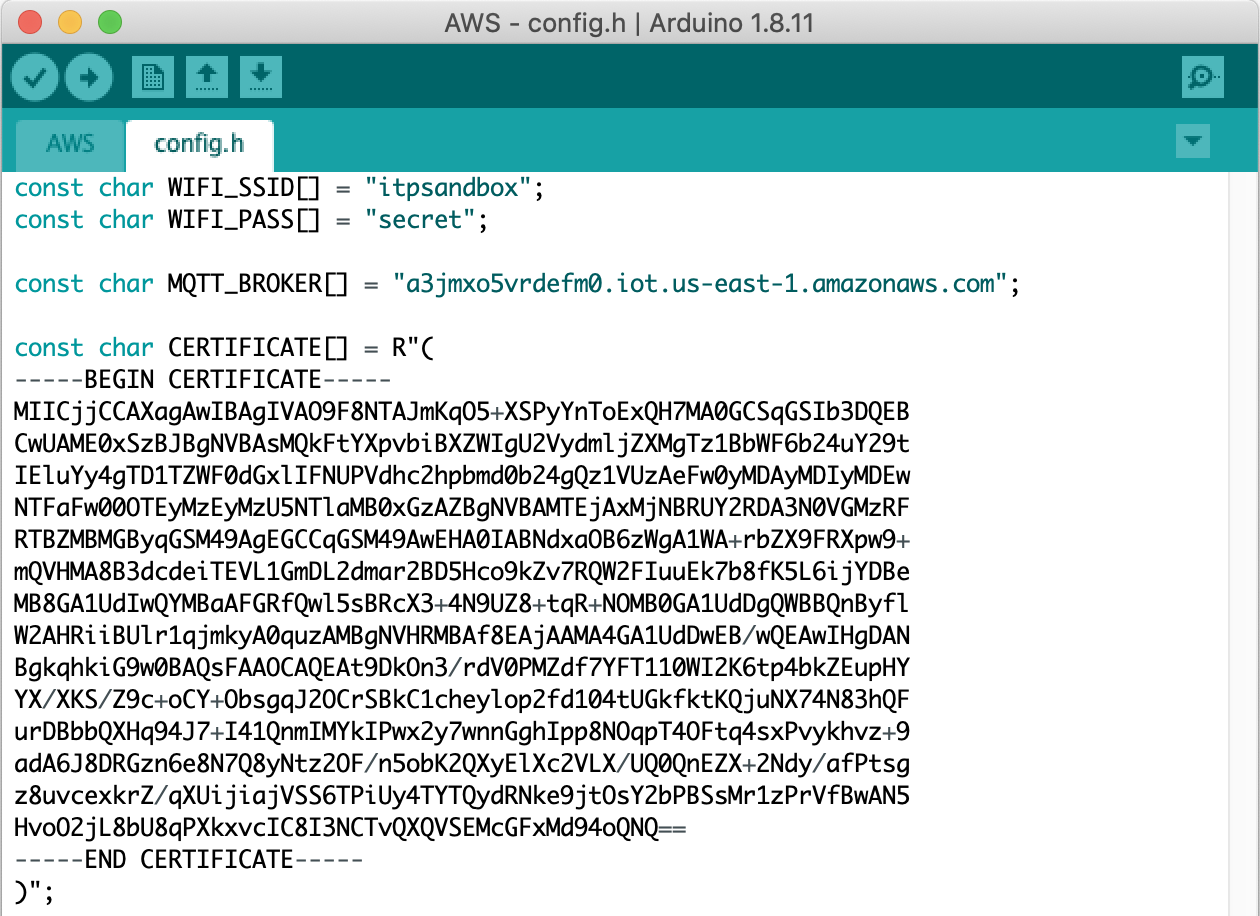 AWS - config.h | Arduino 1.8.11
AWS
config.h
const char WIFI_SSID[] = "itpsandbox";
const char WIFI_PASS[] = "secret";
const char MQTT_BROKER[] = "a3jmxo5vrdefm0.iot.us-east-1.amazonaws.com";
const char CERTIFICATE[] = R"(
-----BEGIN CERTIFICATE-----
MIICjjCCAXagAwIBAgIVAO9F8NTAJmKqO5+XSPyYnToExQH7MA0GCSqGSIb3DQEB
CwUAME0xSzBJBgNVBAsMQkFtYXpvbiBXZWIgU2VydmljZXMgTz1BbWF6b24uY29t
IEluYy4gTD1TZWF0dGxlIFNUPVdhc2hpbmd0b24gQz1VUzAeFw0yMDAyMDIyMDEw
NTFaFw00OTEyMzEyMzU5NTlaMB0xGzAZBgNVBAMTEjAxMjNBRUY2RDA3N0VGMzRF
RTBZMBMGByqGSM49AgEGCCqGSM49AwEHA0IABNdxaOB6zWgA1WA+rbZX9FRXpw9+
mQVHMA8B3dcdeiTEVL1GmDL2dmar2BD5Hco9kZv7RQW2FIuuEk7b8fK5L6ijYDBe
MB8GA1UdIwQYMBaAFGRfQwl5sBRcX3+4N9UZ8+tqR+NOMB0GA1UdDgQWBBQnByfl
W2AHRiiBUlr1qjmkyA0quzAMBgNVHRMBAf8EAjAAMA4GA1UdDwEB/wQEAwIHgDAN
BgkqhkiG9w0BAQsFAAOCAQEAt9DkOn3/rdV0PMZdf7YFT110WI2K6tp4bkZEupHY
YX/XKS/Z9c+oCY+ObsgqJ2OCrSBkC1cheylop2fd104tUGkfktKQjuNX74N83hQF
urDBbbQXHq94J7+I41QnmIMYkIPwx2y7wnnGghIpp8NOqpT4OFtq4sxPvykhvz+9
adA6J8DRGzn6e8N7Q8yNtz2OF/n5obK2QXyElXc2VLX/UQ0QnEZX+2Ndy/afPtsg
z8uvcexkrZ/qXUijiajVSS6TPiUy4TYTQydRNke9jtOsY2bPBSsMr1zPrVfBwAN5
HvoO2jL8bU8qPXkxvcIC8I3NCTvQXQVSEMcGFxMd94oQNQ==
-----END CERTIFICATE-----
)";